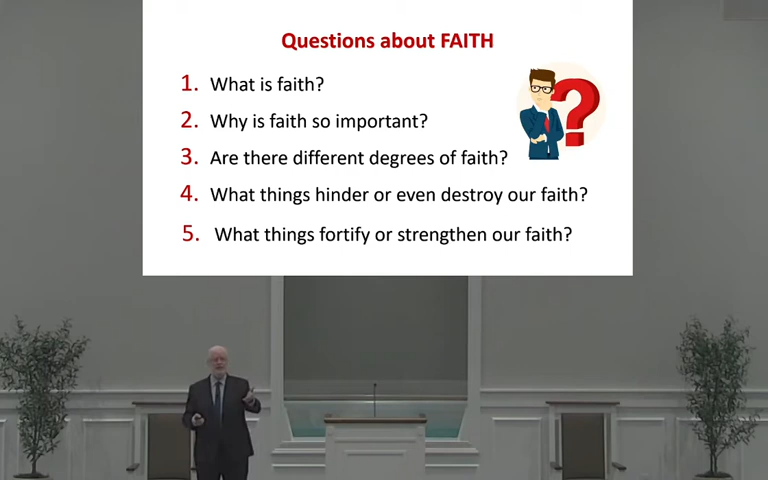 Questions about FAITH
1. What is faith?
2. Why is faith so important?
3. Are there different degrees of faith?
4. What things hinder or even destroy our faith?
5. What things fortify or strengthen our faith?